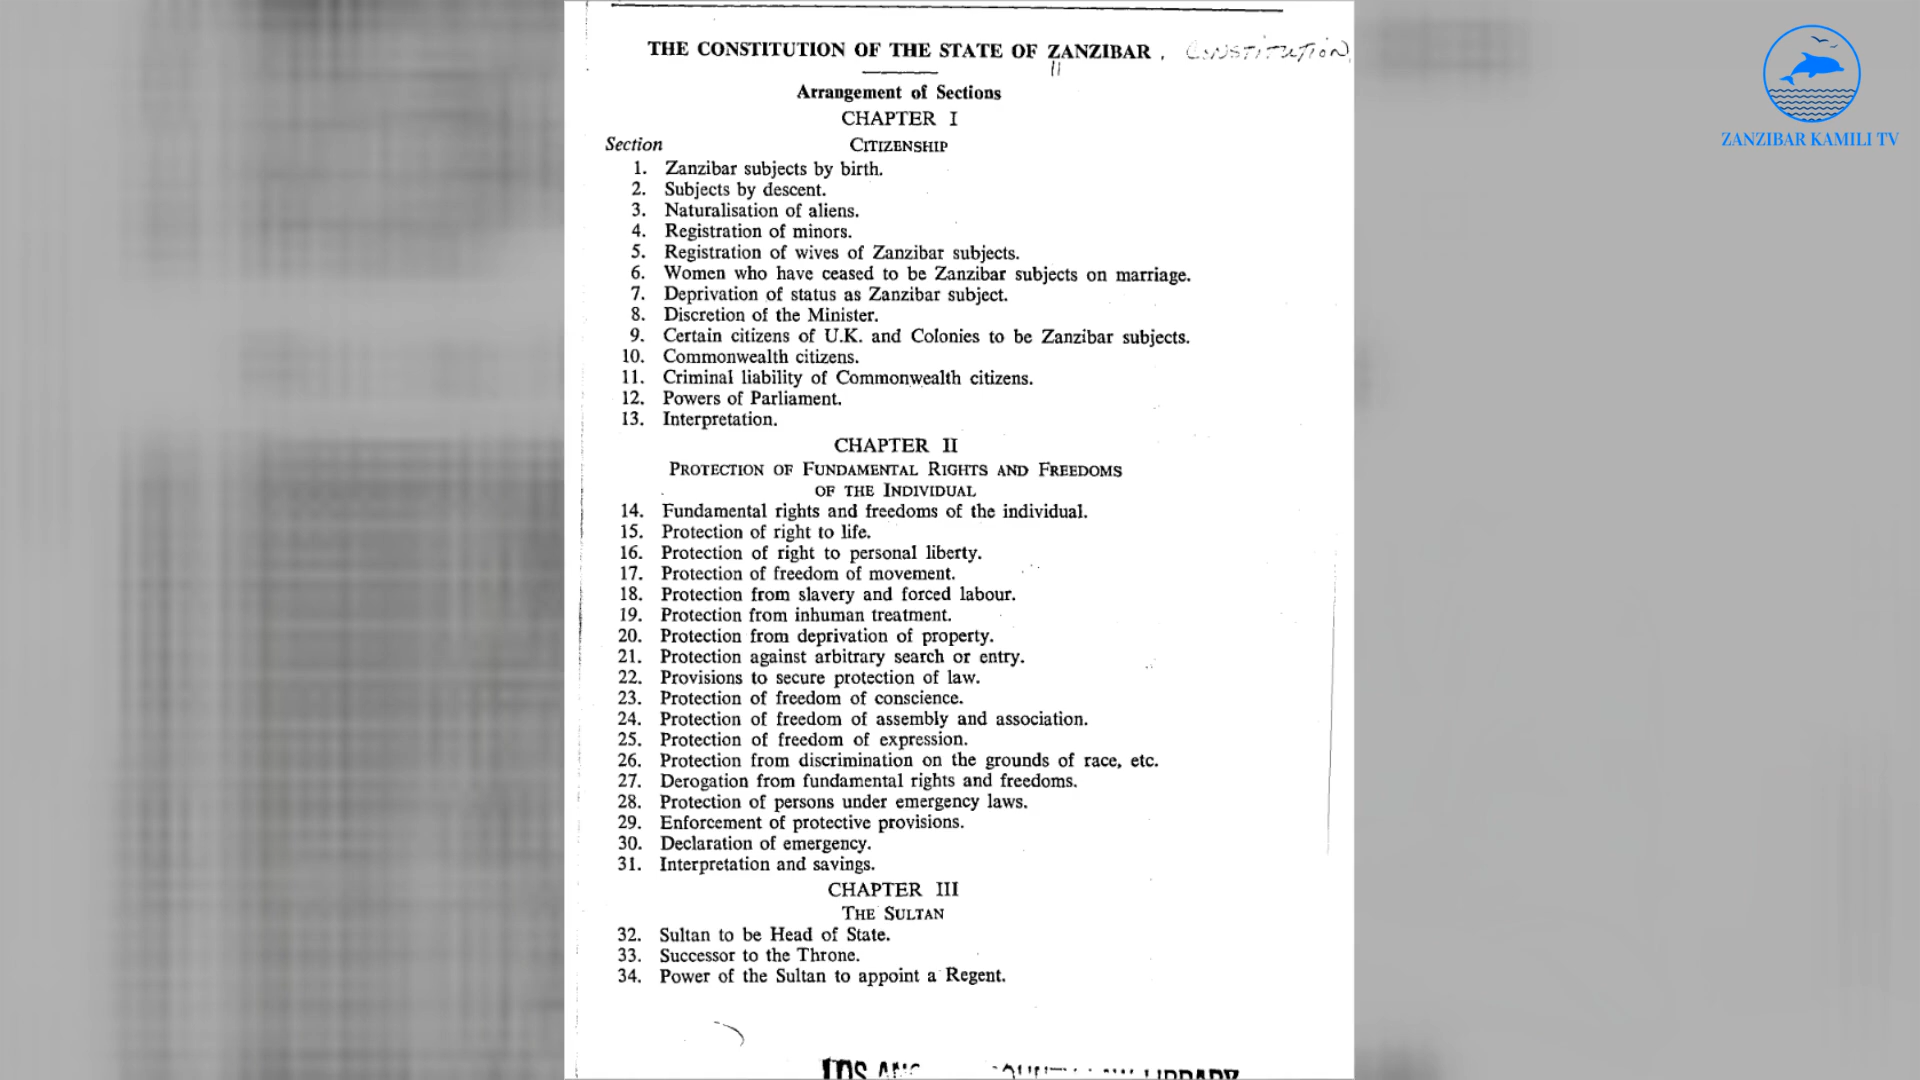 THE CONSTITUTION OF THE STATE OF ZANZIBAR . CONSTITUTION
Arrangement of Sections
CHAPTER I
Section CITIZENSHIP
1. Zanzibar subjects by birth.
2. Subjects by descent.
3. Naturalisation of aliens.
4. Registration of minors.
5. Registration of wives of Zanzibar subjects.
6. Women who have ceased to be Zanzibar subjects on marriage.
7. Deprivation of status as Zanzibar subject.
8. Discretion of the Minister.
9. Certain citizens of U.K. and Colonies to be Zanzibar subjects.
10. Commonwealth citizens.
11. Criminal liability of Commonwealth citizens.
12. Powers of Parliament.
13. Interpretation.
CHAPTER II
PROTECTION OF FUNDAMENTAL RIGHTS AND FREEDOMS
OF THE INDIVIDUAL
14. Fundamental rights and freedoms of the individual.
15. Protection of right to life.
16. Protection of right to personal liberty.
17. Protection of freedom of movement.
18. Protection from slavery and forced labour.
19. Protection from inhuman treatment.
20. Protection from deprivation of property.
21. Protection against arbitrary search or entry.
22. Provisions to secure protection of law.
23. Protection of freedom of conscience.
24. Protection of freedom of assembly and association.
25. Protection of freedom of expression.
26. Protection from discrimination on the grounds of race, etc.
27. Derogation from fundamental rights and freedoms.
28. Protection of persons under emergency laws.
29. Enforcement of protective provisions.
30. Declaration of emergency.
31. Interpretation and savings.
CHAPTER III
THE SULTAN
32. Sultan to be Head of State.
33. Successor to the Throne.
34. Power of the Sultan to appoint a Regent.
LIBRARY
ZANZIBAR KAMILI TV